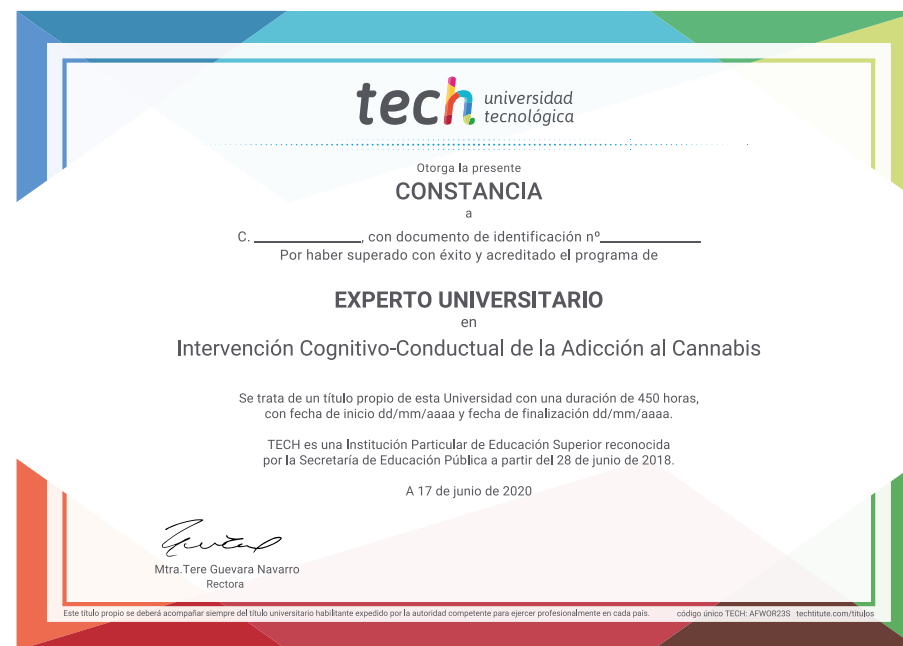 tech universidad
tecnológica
Otorga la presente
CONSTANCIA
a
C. ____________, con documento de identificación nº____________
Por haber superado con éxito y acreditado el programa de
EXPERTO UNIVERSITARIO
en
Intervención Cognitivo-Conductual de la Adicción al Cannabis
Se trata de un título propio de esta Universidad con una duración de 450 horas,
con fecha de inicio dd/mm/aaaa y fecha de finalización dd/mm/aaaa.
TECH es una Institución Particular de Educación Superior reconocida
por la Secretaría de Educación Pública a partir del 28 de junio de 2018.
A 17 de junio de 2020
Mtra.Tere Guevara Navarro
Rectora
Este título propio se deberá acompañar siempre del título universitario habilitante expedido por la autoridad competente para ejercer profesionalmente en cada país. código único TECH: AFWOR23S techtitute.com/titulos